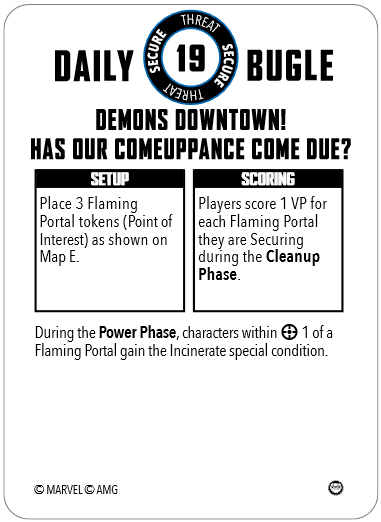 DAILY 19 BUGLE
THREAT
SECURE
SECURE
THREAT
DEMONS DOWNTOWN!
HAS OUR COMEUPPANCE COME DUE?
SETUP
Place 3 Flaming
Portal tokens (Point of
Interest) as shown on
Map E.
SCORING
Players score 1 VP for
each Flaming Portal
they are Securing
during the Cleanup
Phase.
During the Power Phase, characters within 1 of a
Flaming Portal gain the Incinerate special condition.
© MARVEL © AMG